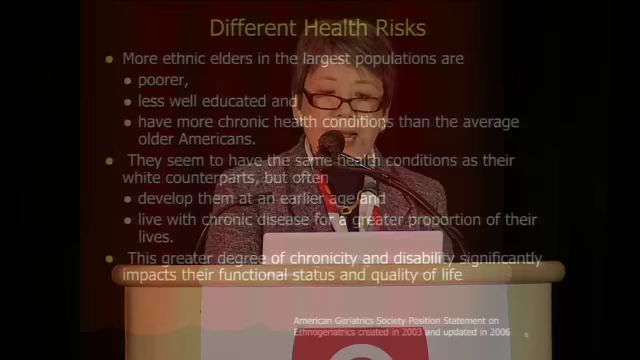 Different Health Risks
More ethnic elders in the largest populations are
poorer,
less well educated and
have more chronic health conditions than the average
older Americans.
They seem to have the same health conditions as their
white counterparts, but often
develop them at an earlier age and
live with chronic disease for a greater proportion of their
lives.
This greater degree of chronicity and disability significantly
impacts their functional status and quality of life
American Geriatrics Society Position Statement on
Ethnogeriatrics created in 2003 and updated in 2006